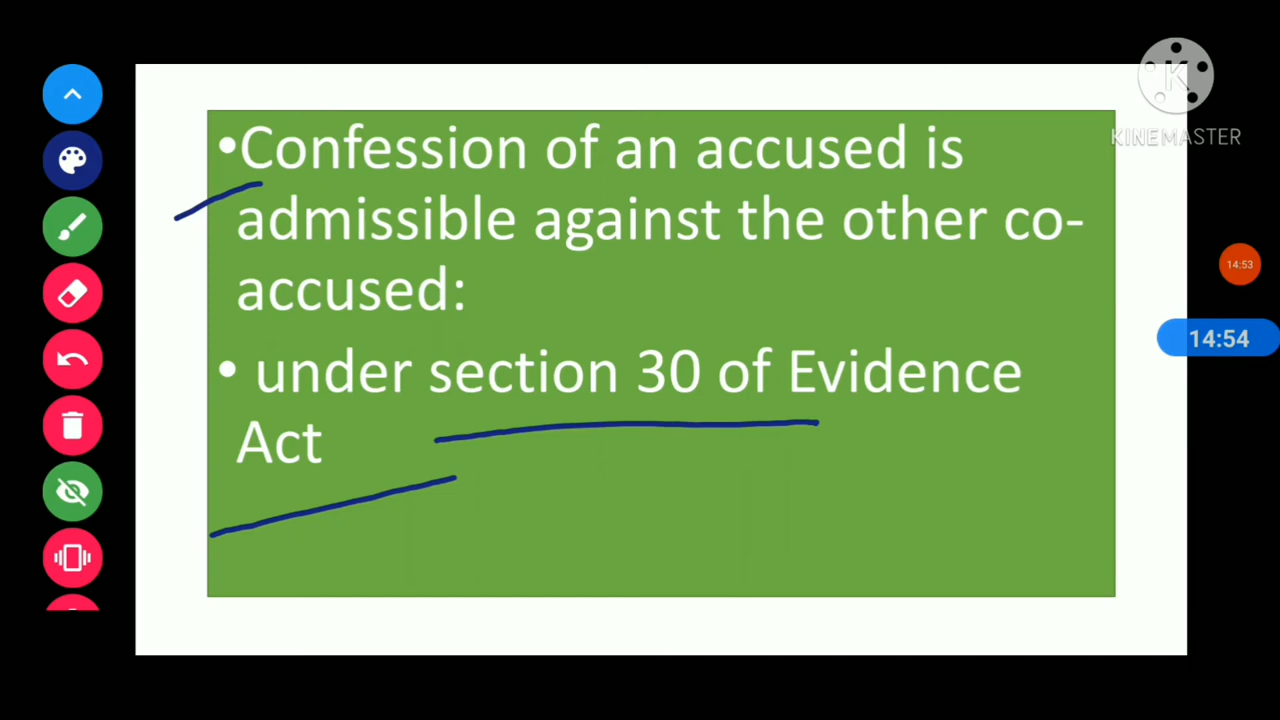 KINEMASTER
•Confession of an accused is
admissible against the other co-
accused:
• under section 30 of Evidence
Act
14:53
14:54